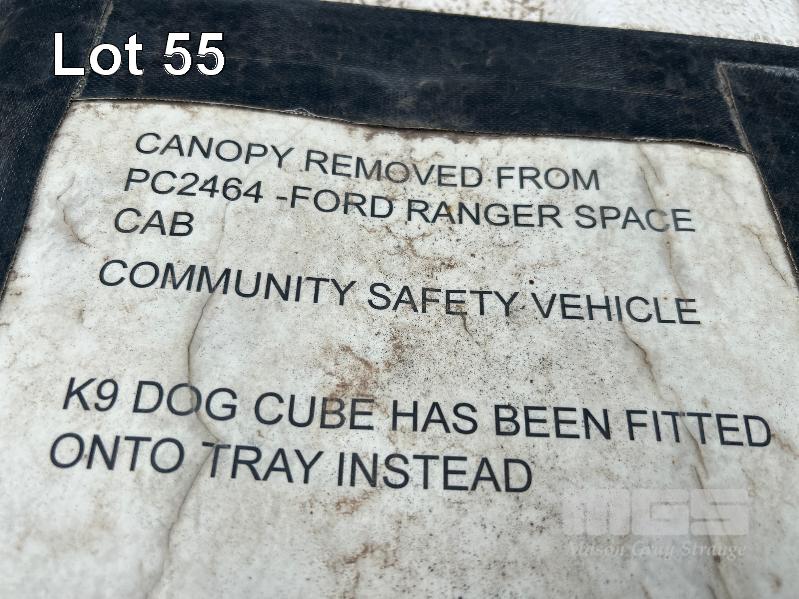 Lot 55
CANOPY REMOVED FROM
PC2464 -FORD RANGER SPACE
CAB
COMMUNITY SAFETY VEHICLE
K9 DOG CUBE HAS BEEN FITTED
ONTO TRAY INSTEAD
MGS
Mason Gray Strange